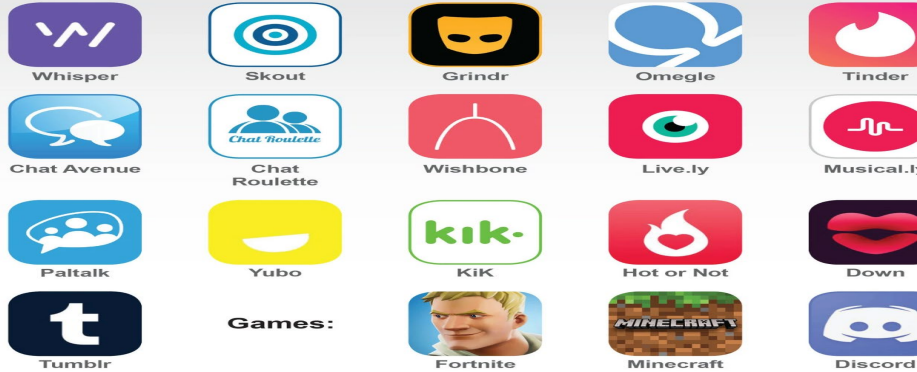 Whisper
Skout
Grindr
Omegle
Tinder
Chat Roulette
Chat Avenue
Chat
Roulette
Wishbone
Live.ly
Musical.ly
kik.
Paltalk
Yubo
KiK
Hot or Not
Down
t
MINECRAFT
Games:
Tumblr
Fortnite
Minecraft
Discord